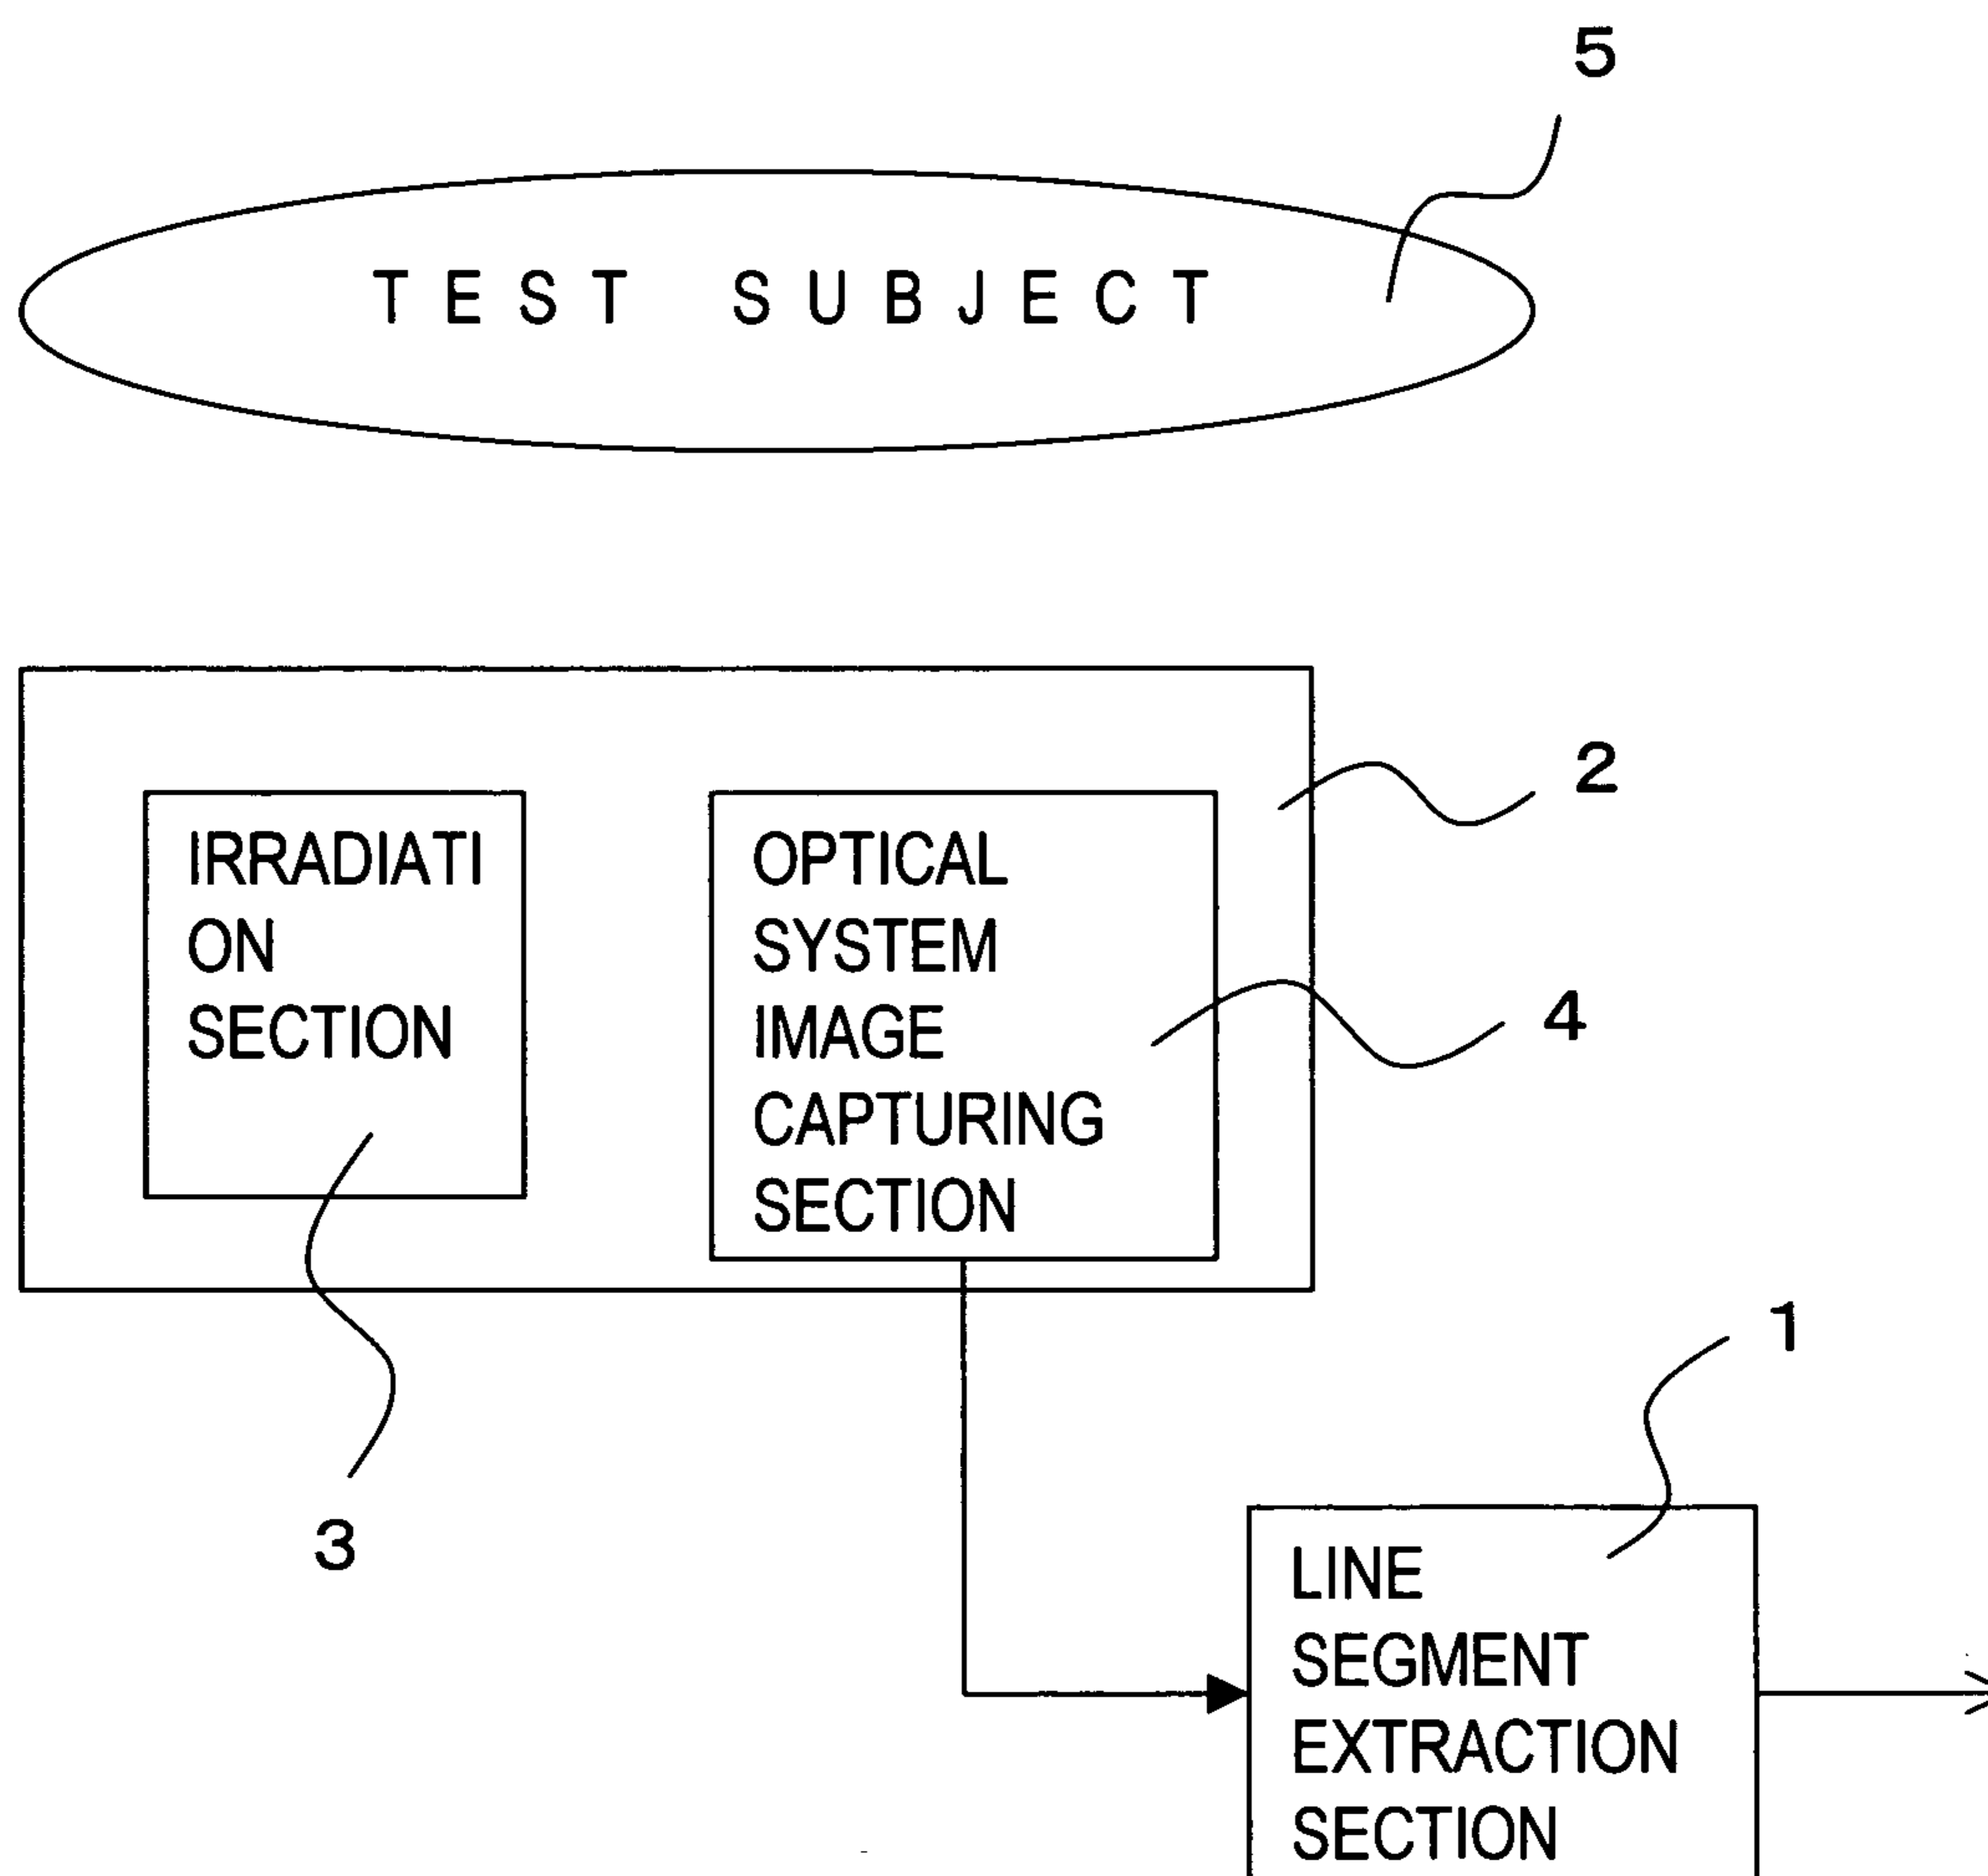 5
TEST SUBJECT
2
IRRADIATI
ON
SECTION
OPTICAL
SYSTEM
IMAGE
CAPTURING
SECTION
4
3
1
LINE
SEGMENT
EXTRACTION
SECTION